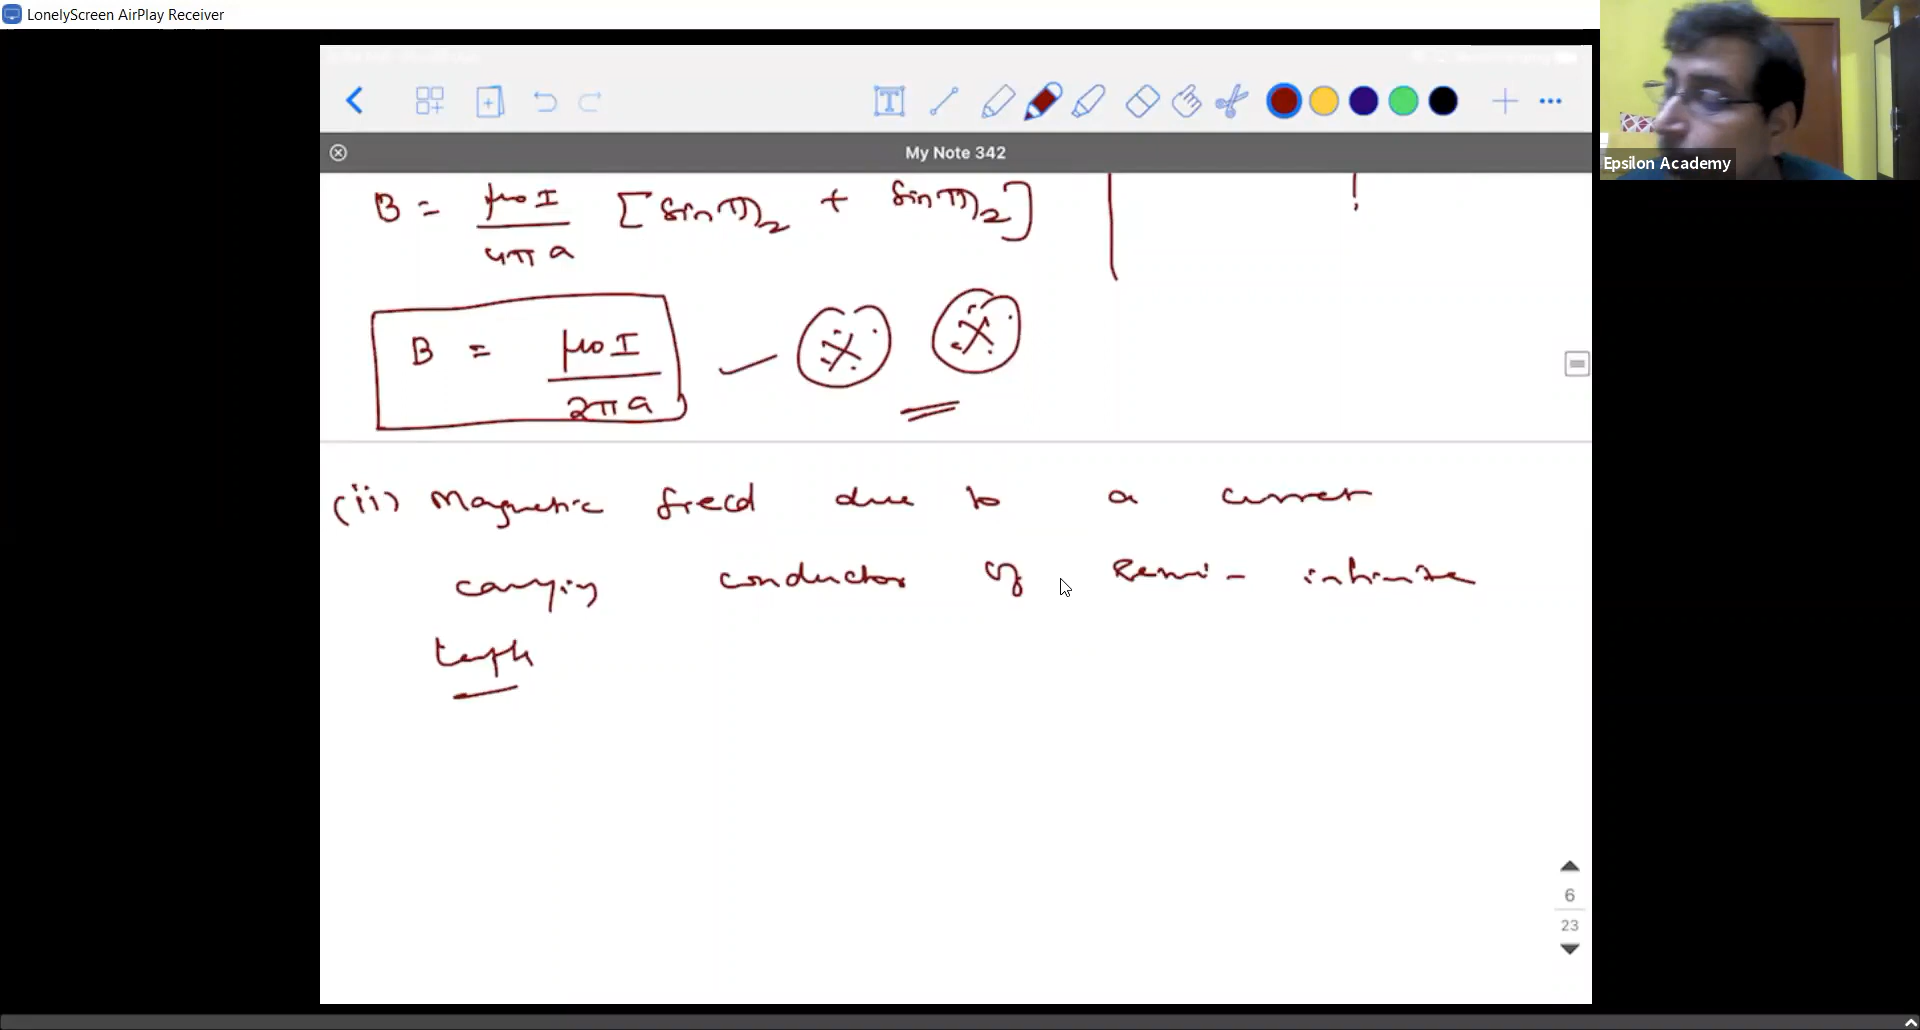 LonelyScreen AirPlay Receiver
Epsilon Academy
My Note 342
B = μ₀I / 4πa [sin π/2 + sin π/2]
B = μ₀I / 2πa
(ii) Magnetic field due to a current
carrying conductor of semi-infinite
length
6
23